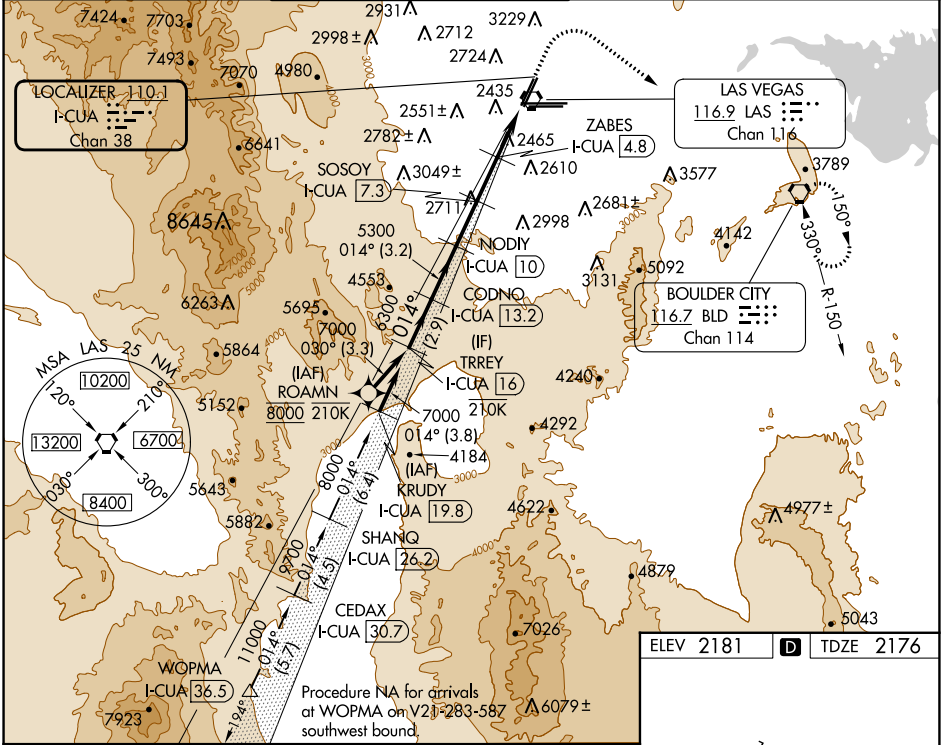 2931
3229
7424
7703
2998±
2712
2724
7493
7070
4980
LOCALIZER 110.1
I-CUA
Chan 38
2435
2551±
LAS VEGAS
116.9 LAS
Chan 116
2782±
ZABES
I-CUA 4.8
2465
6641
SOSOY
I-CUA 7.3
3049±
2610
3577
3789
2711
2681±
150°
8645
2998
5300
014° (3.2)
NODIY
I-CUA 10
4142
330°
R-150
4553
3131
5092
6263
5695
6300
014°
(2.9)
CODNO
I-CUA 13.2
BOULDER CITY
116.7 BLD
Chan 114
7000
030° (3.3)
(IF)
TRREY
I-CUA 16
210K
5864
(IAF)
ROAMN
8000 210K
4240
MSA LAS 25 NM
10200
120°
210°
13200
6700
030°
300°
8400
5152
7000
014° (3.8)
4292
3000
4184
3000
8000
014°
(6.4)
(IAF)
KRUDY
I-CUA 19.8
5643
4622
4977±
5882
SHANQ
I-CUA 26.2
9700
014°
(4.5)
4000
4879
CEDAX
I-CUA 30.7
5043
7026
11000
014°
(5.7)
WOPMA
I-CUA 36.5
ELEV 2181
D
TDZE 2176
194°
Procedure NA for arrivals
at WOPMA on V21-283-587
southwest bound.
7923
6079±